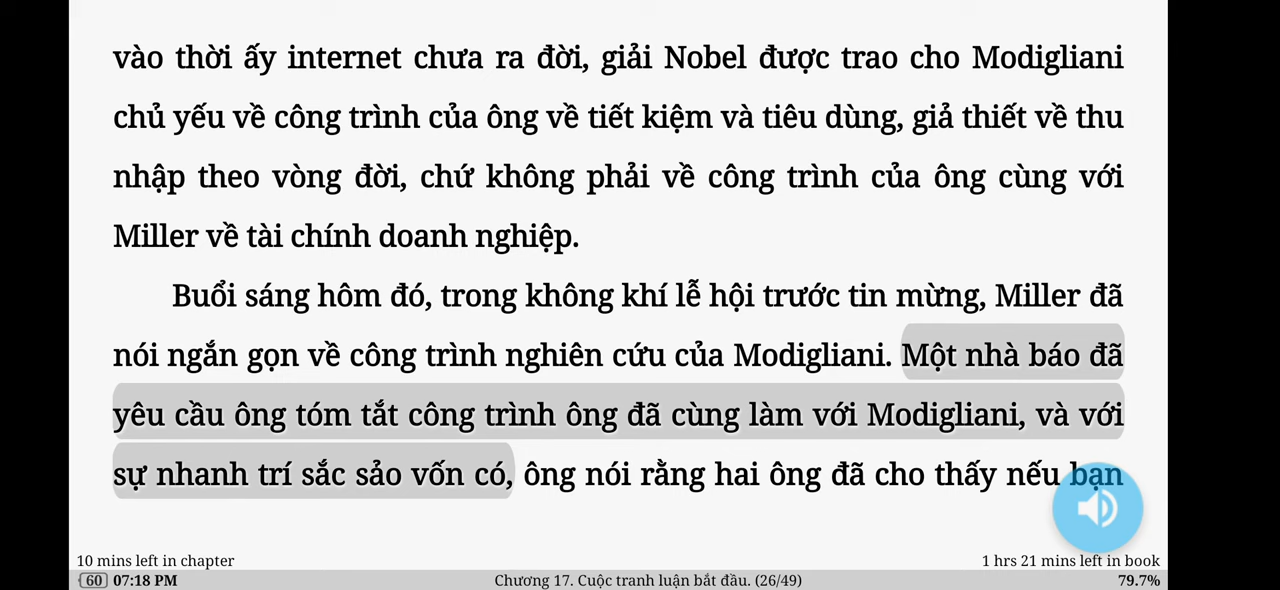 vào thời ấy internet chưa ra đời, giải Nobel được trao cho Modigliani
chủ yếu về công trình của ông về tiết kiệm và tiêu dùng, giả thiết về thu
nhập theo vòng đời, chứ không phải về công trình của ông cùng với
Miller về tài chính doanh nghiệp.
Buổi sáng hôm đó, trong không khí lễ hội trước tin mừng, Miller đã
nói ngắn gọn về công trình nghiên cứu của Modigliani. Một nhà báo đã
yêu cầu ông tóm tắt công trình ông đã cùng làm với Modigliani, và với
sự nhanh trí sắc sảo vốn có, ông nói rằng hai ông đã cho thấy nếu bạn
10 mins left in chapter
1 hrs 21 mins left in book
60 07:18 PM
Chương 17. Cuộc tranh luận bắt đầu. (26/49)
79.7%